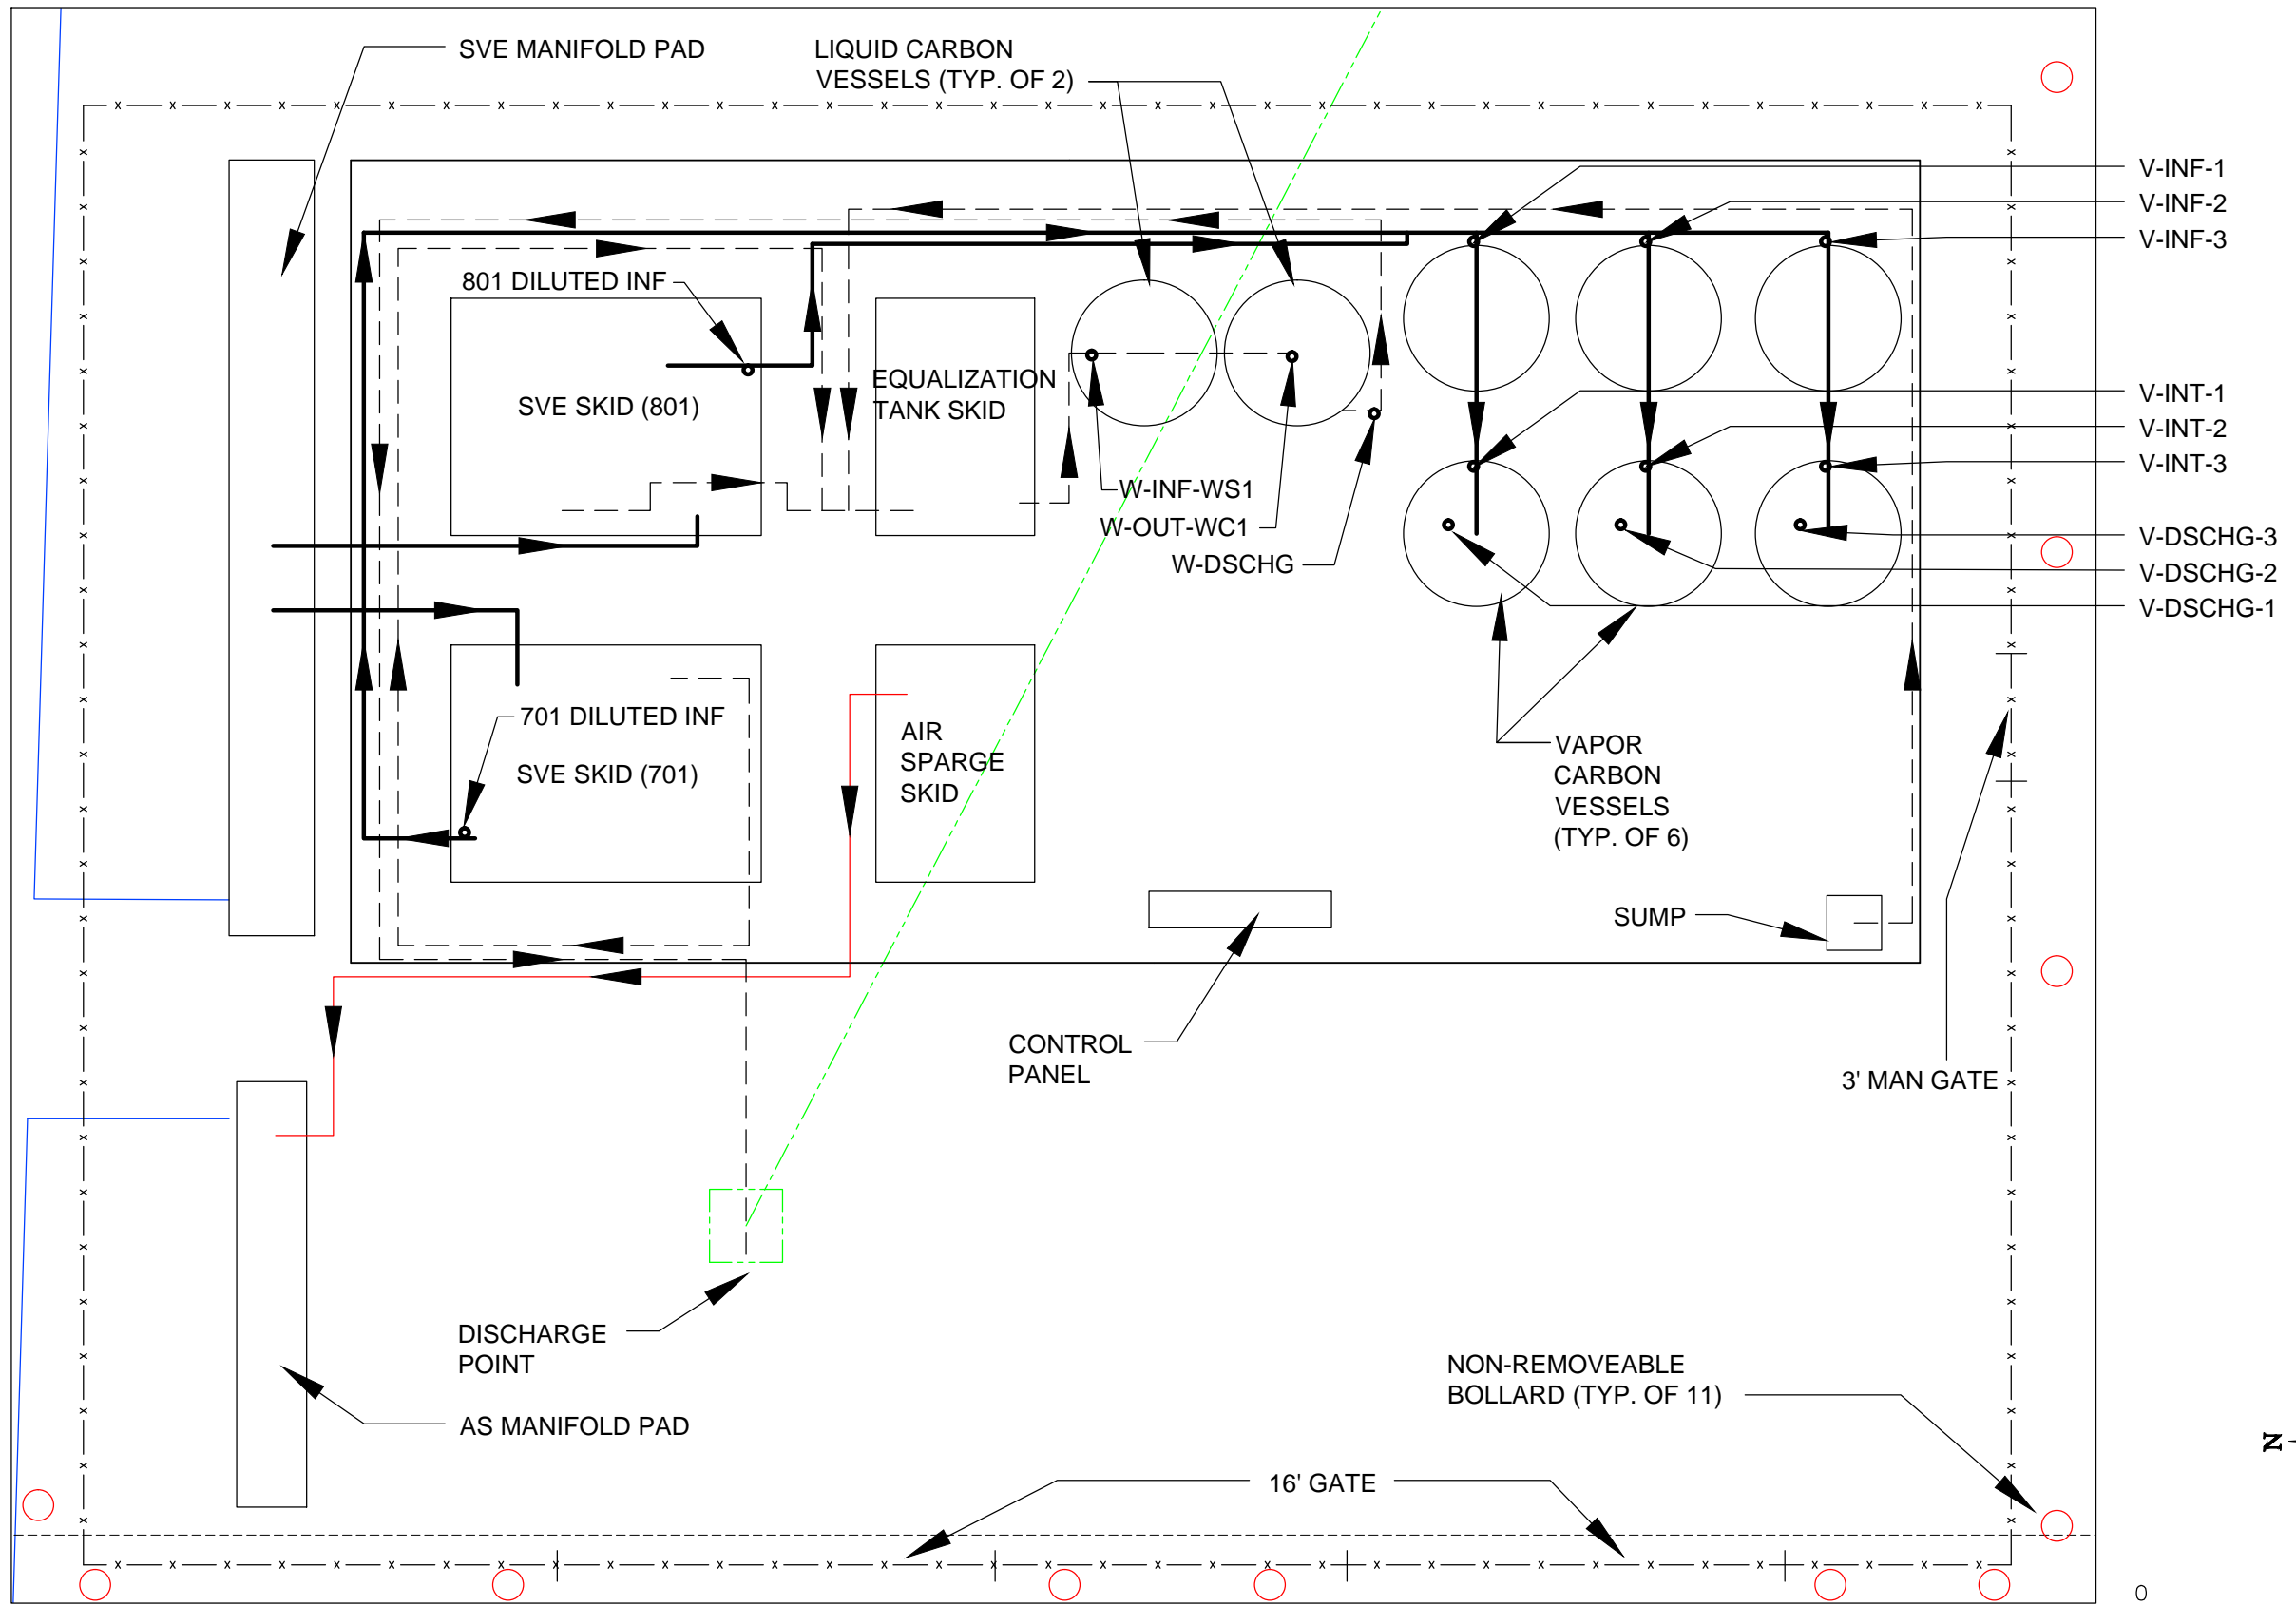 SVE MANIFOLD PAD
LIQUID CARBON
VESSELS (TYP. OF 2)
V-INF-1
V-INF-2
V-INF-3
801 DILUTED INF
SVE SKID (801)
EQUALIZATION
TANK SKID
V-INT-1
V-INT-2
V-INT-3
W-INF-WS1
W-OUT-WC1
W-DSCHG
V-DSCHG-3
V-DSCHG-2
V-DSCHG-1
701 DILUTED INF
SVE SKID (701)
AIR
SPARGE
SKID
VAPOR
CARBON
VESSELS
(TYP. OF 6)
SUMP
CONTROL
PANEL
3' MAN GATE
DISCHARGE
POINT
AS MANIFOLD PAD
NON-REMOVEABLE
BOLLARD (TYP. OF 11)
16' GATE
N
0